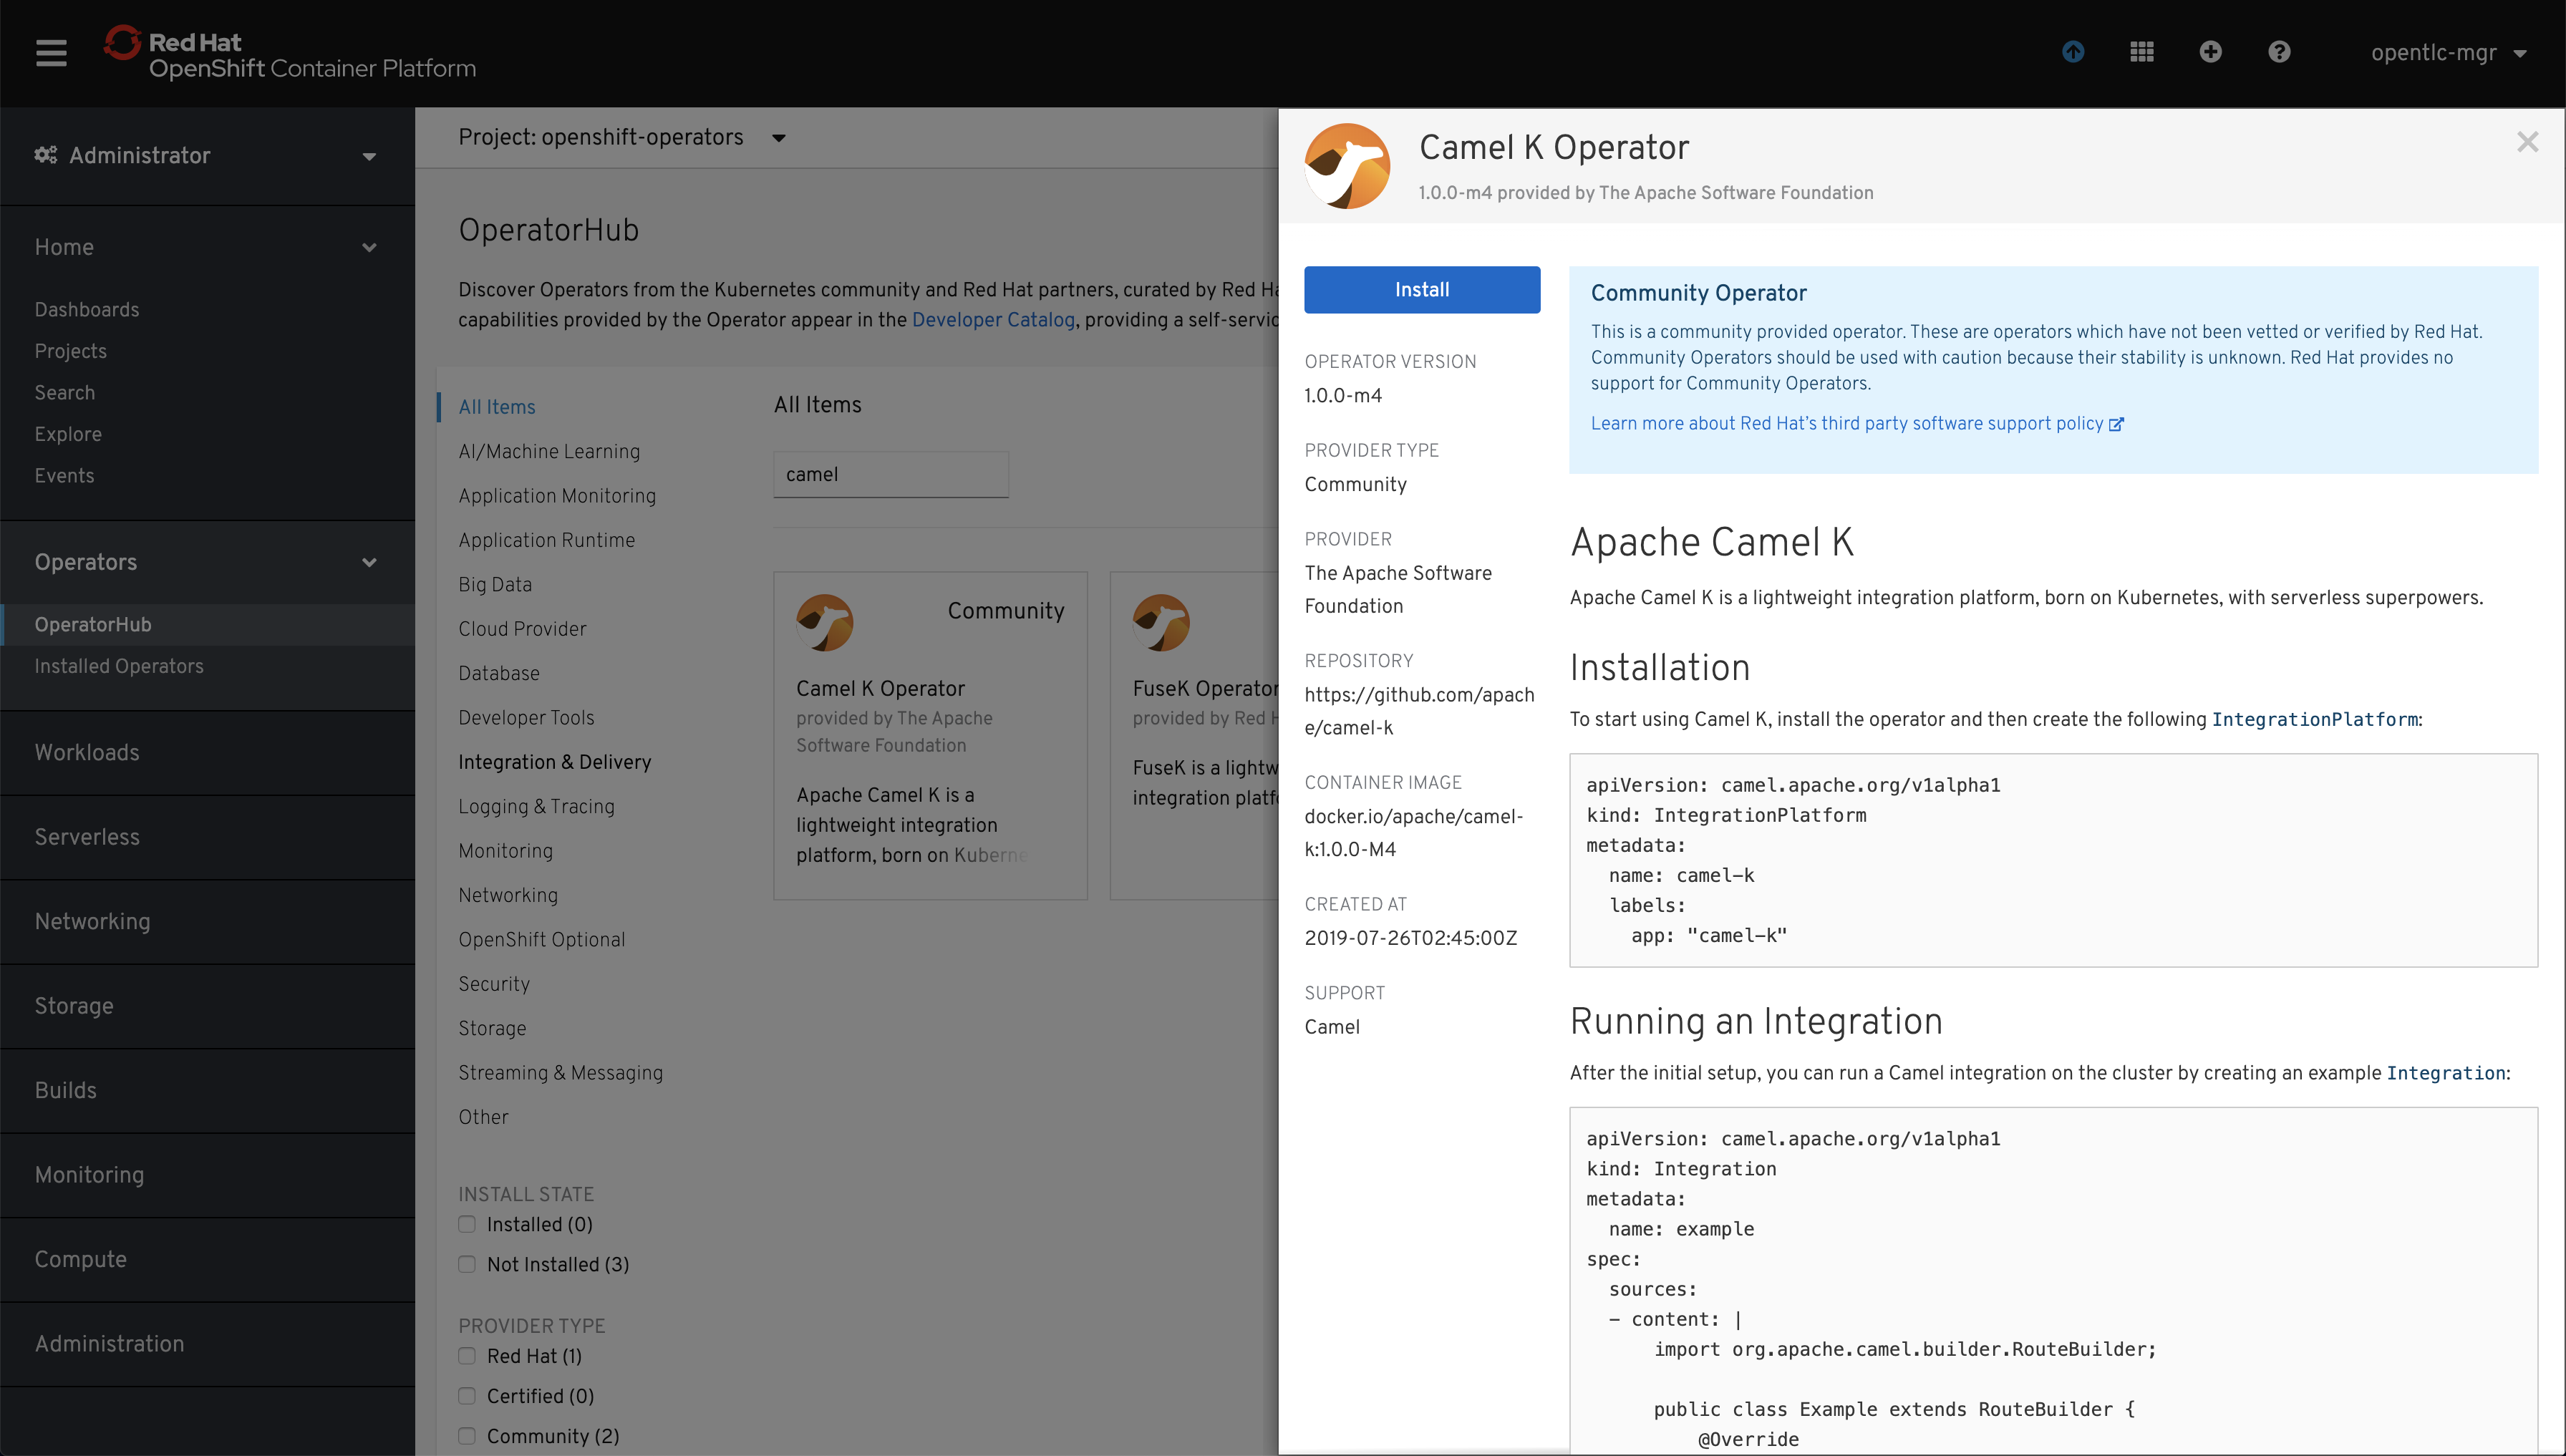 Red Hat
OpenShift Container Platform
opentlc-mgr
Administrator
Home
Dashboards
Projects
Search
Explore
Events
Operators
OperatorHub
Installed Operators
Workloads
Serverless
Networking
Storage
Builds
Monitoring
Compute
Administration
Project: openshift-operators
OperatorHub
Discover Operators from the Kubernetes community and Red Hat partners, curated by Red Ha
capabilities provided by the Operator appear in the Developer Catalog, providing a self-servic
All Items
AI/Machine Learning
Application Monitoring
Application Runtime
Big Data
Cloud Provider
Database
Developer Tools
Integration & Delivery
Logging & Tracing
Monitoring
Networking
OpenShift Optional
Security
Storage
Streaming & Messaging
Other
INSTALL STATE
Installed (0)
Not Installed (3)
PROVIDER TYPE
Red Hat (1)
Certified (0)
Community (2)
All Items
camel
Community
Camel K Operator
provided by The Apache
Software Foundation
Apache Camel K is a
lightweight integration
platform, born on Kuberne
FuseK Operator
provided by Red H
FuseK is a lightw
integration platfo
Camel K Operator
1.0.0-m4 provided by The Apache Software Foundation
Install
OPERATOR VERSION
1.0.0-m4
PROVIDER TYPE
Community
PROVIDER
The Apache Software
Foundation
REPOSITORY
https://github.com/apach
e/camel-k
CONTAINER IMAGE
docker.io/apache/camel-
k:1.0.0-M4
CREATED AT
2019-07-26T02:45:00Z
SUPPORT
Camel
Community Operator
This is a community provided operator. These are operators which have not been vetted or verified by Red Hat.
Community Operators should be used with caution because their stability is unknown. Red Hat provides no
support for Community Operators.
Learn more about Red Hat's third party software support policy
Apache Camel K
Apache Camel K is a lightweight integration platform, born on Kubernetes, with serverless superpowers.
Installation
To start using Camel K, install the operator and then create the following IntegrationPlatform:
apiVersion: camel.apache.org/v1alpha1
kind: IntegrationPlatform
metadata:
  name: camel-k
  labels:
    app: "camel-k"
Running an Integration
After the initial setup, you can run a Camel integration on the cluster by creating an example Integration:
apiVersion: camel.apache.org/v1alpha1
kind: Integration
metadata:
  name: example
spec:
  sources:
  - content: |
      import org.apache.camel.builder.RouteBuilder;
      public class Example extends RouteBuilder {
          @Override